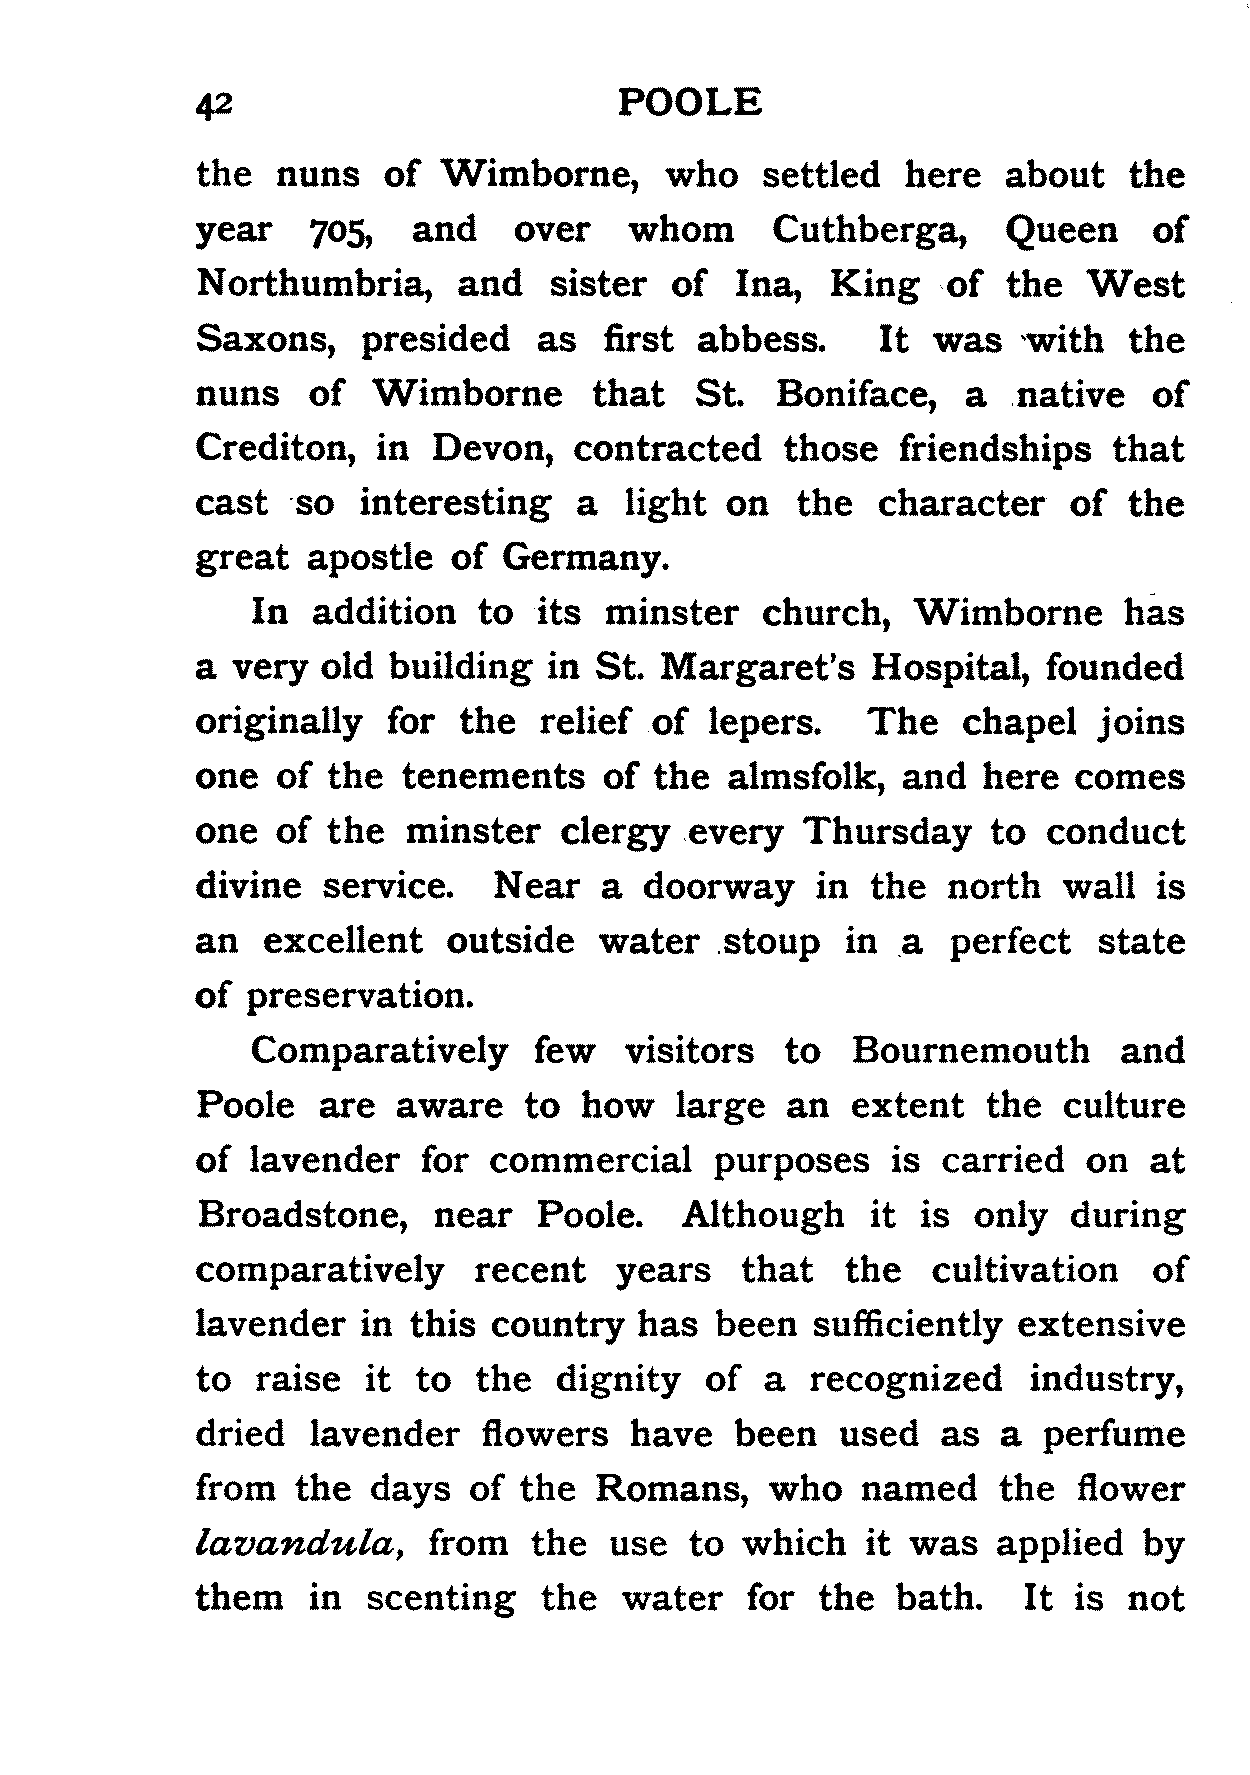 42 POOLE
the nuns of Wimborne, who settled here about the
year 705, and over whom Cuthberga, Queen of
Northumbria, and sister of Ina, King of the West
Saxons, presided as first abbess. It was with the
nuns of Wimborne that St. Boniface, a native of
Crediton, in Devon, contracted those friendships that
cast so interesting a light on the character of the
great apostle of Germany.
In addition to its minster church, Wimborne has
a very old building in St. Margaret's Hospital, founded
originally for the relief of lepers. The chapel joins
one of the tenements of the almsfolk, and here comes
one of the minster clergy every Thursday to conduct
divine service. Near a doorway in the north wall is
an excellent outside water stoup in a perfect state
of preservation.
Comparatively few visitors to Bournemouth and
Poole are aware to how large an extent the culture
of lavender for commercial purposes is carried on at
Broadstone, near Poole. Although it is only during
comparatively recent years that the cultivation of
lavender in this country has been sufficiently extensive
to raise it to the dignity of a recognized industry,
dried lavender flowers have been used as a perfume
from the days of the Romans, who named the flower
lavandula, from the use to which it was applied by
them in scenting the water for the bath. It is not